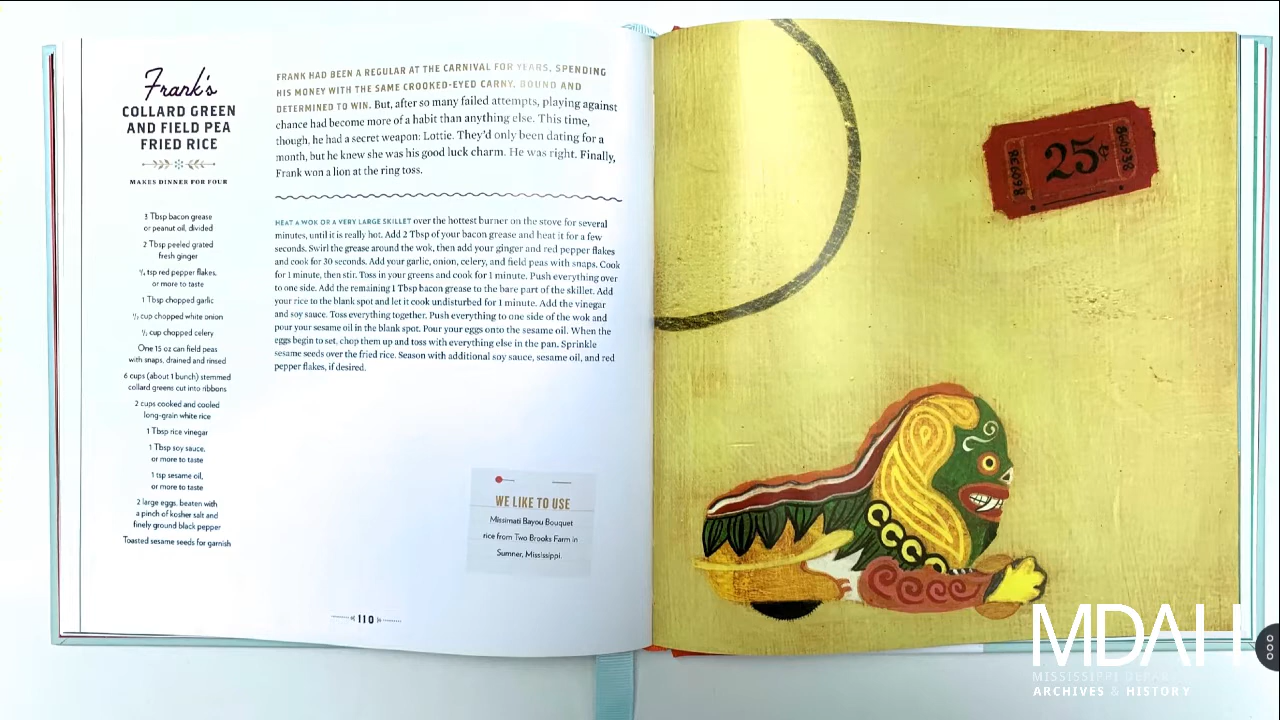 Frank's
COLLARD GREEN
AND FIELD PEA
FRIED RICE
MAKES DINNER FOR FOUR
3 Tbsp bacon grease
or peanut oil, divided
2 Tbsp peeled grated
fresh ginger
¼ tsp red pepper flakes,
or more to taste
1 Tbsp chopped garlic
½ cup chopped white onion
½ cup chopped celery
One 15 oz can field peas
with snaps, drained and rinsed
6 cups (about 1 bunch) stemmed
collard greens cut into ribbons
2 cups cooked and cooled
long-grain white rice
1 Tbsp rice vinegar
1 Tbsp soy sauce,
or more to taste
1 tsp sesame oil,
or more to taste
2 large eggs, beaten with
a pinch of kosher salt and
finely ground black pepper
Toasted sesame seeds for garnish
FRANK HAD BEEN A REGULAR AT THE CARNIVAL FOR YEARS, SPENDING
HIS MONEY WITH THE SAME CROOKED-EYED CARNY, BOUND AND
DETERMINED TO WIN. But, after so many failed attempts, playing against
chance had become more of a habit than anything else. This time,
though, he had a secret weapon: Lottie. They'd only been dating for a
month, but he knew she was his good luck charm. He was right. Finally,
Frank won a lion at the ring toss.
HEAT A WOK OR A VERY LARGE SKILLET over the hottest burner on the stove for several
minutes, until it is really hot. Add 2 Tbsp of your bacon grease and heat it for a few
seconds. Swirl the grease around the wok, then add your ginger and red pepper flakes
and cook for 30 seconds. Add your garlic, onion, celery, and field peas with snaps. Cook
for 1 minute, then stir. Toss in your greens and cook for 1 minute. Push everything over
to one side. Add the remaining 1 Tbsp bacon grease to the bare part of the skillet. Add
your rice to the blank spot and let it cook undisturbed for 1 minute. Add the vinegar
and soy sauce. Toss everything together. Push everything to one side of the wok and
pour your sesame oil in the blank spot. Pour your eggs onto the sesame oil. When the
eggs begin to set, chop them up and toss with everything else in the pan. Sprinkle
sesame seeds over the fried rice. Season with additional soy sauce, sesame oil, and red
pepper flakes, if desired.
WE LIKE TO USE
Missimati Bayou Bouquet
rice from Two Brooks Farm in
Sumner, Mississippi.
110
25¢
MDAH
MISSISSIPPI
ARCHIVES & HISTORY